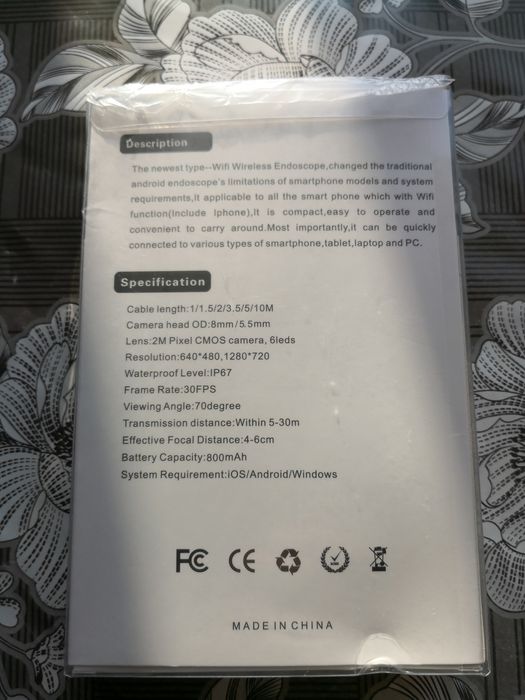 Description
The newest type--Wifi Wireless Endoscope,changed the traditional
android endoscope's limitations of smartphone models and system
requirements,It applicable to all the smart phone which with Wifi
function(Include Iphone),It is compact,easy to operate and
convenient to carry around.Most importantly,it can be quickly
connected to various types of smartphone,tablet,laptop and PC.
Specification
Cable length:1/1.5/2/3.5/5/10M
Camera head OD:8mm/5.5mm
Lens:2M Pixel CMOS camera, 6leds
Resolution:640*480,1280*720
Waterproof Level:IP67
Frame Rate:30FPS
Viewing Angle:70degree
Transmission distance:Within 5-30m
Effective Focal Distance:4-6cm
Battery Capacity:800mAh
System Requirement:iOS/Android/Windows
FC CE
MADE IN CHINA